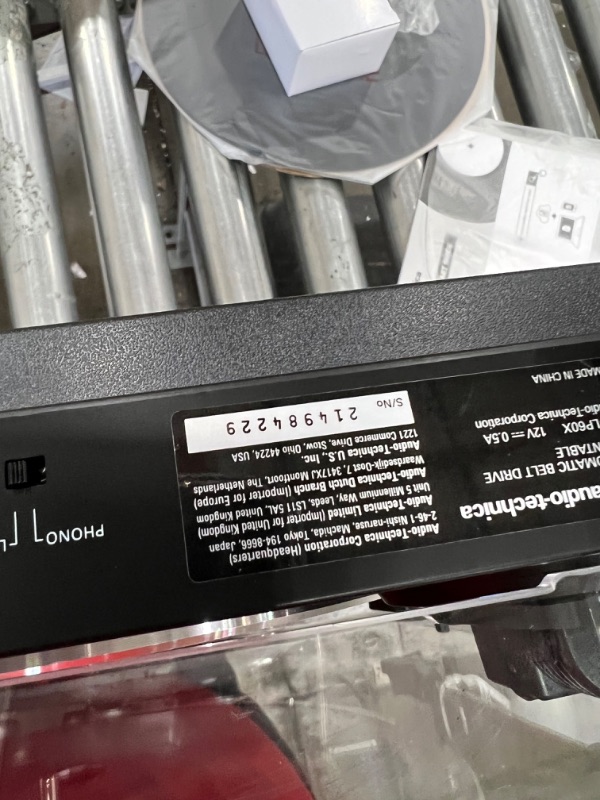 audio-technica
OMATIC BELT DRIVE
NTABLE
LP60X 12V⎓0.5A
udio-Technica Corporation
MADE IN CHINA
Audio-Technica Corporation (Headquarters)
2-46-1 Nishi-naruse, Machida, Tokyo 194-8666, Japan
Audio-Technica Limited (Importer for United Kingdom)
Unit 5 Millennium Way, Leeds, LS11 5AL United Kingdom
Audio-Technica Dutch Branch (Importer for Europe)
Waardsedijk-Oost 7, 3417XJ Montfoort, The Netherlands
Audio-Technica U.S., Inc.
1221 Commerce Drive, Stow, Ohio 44224, USA
S/No 2149984229
PHONO